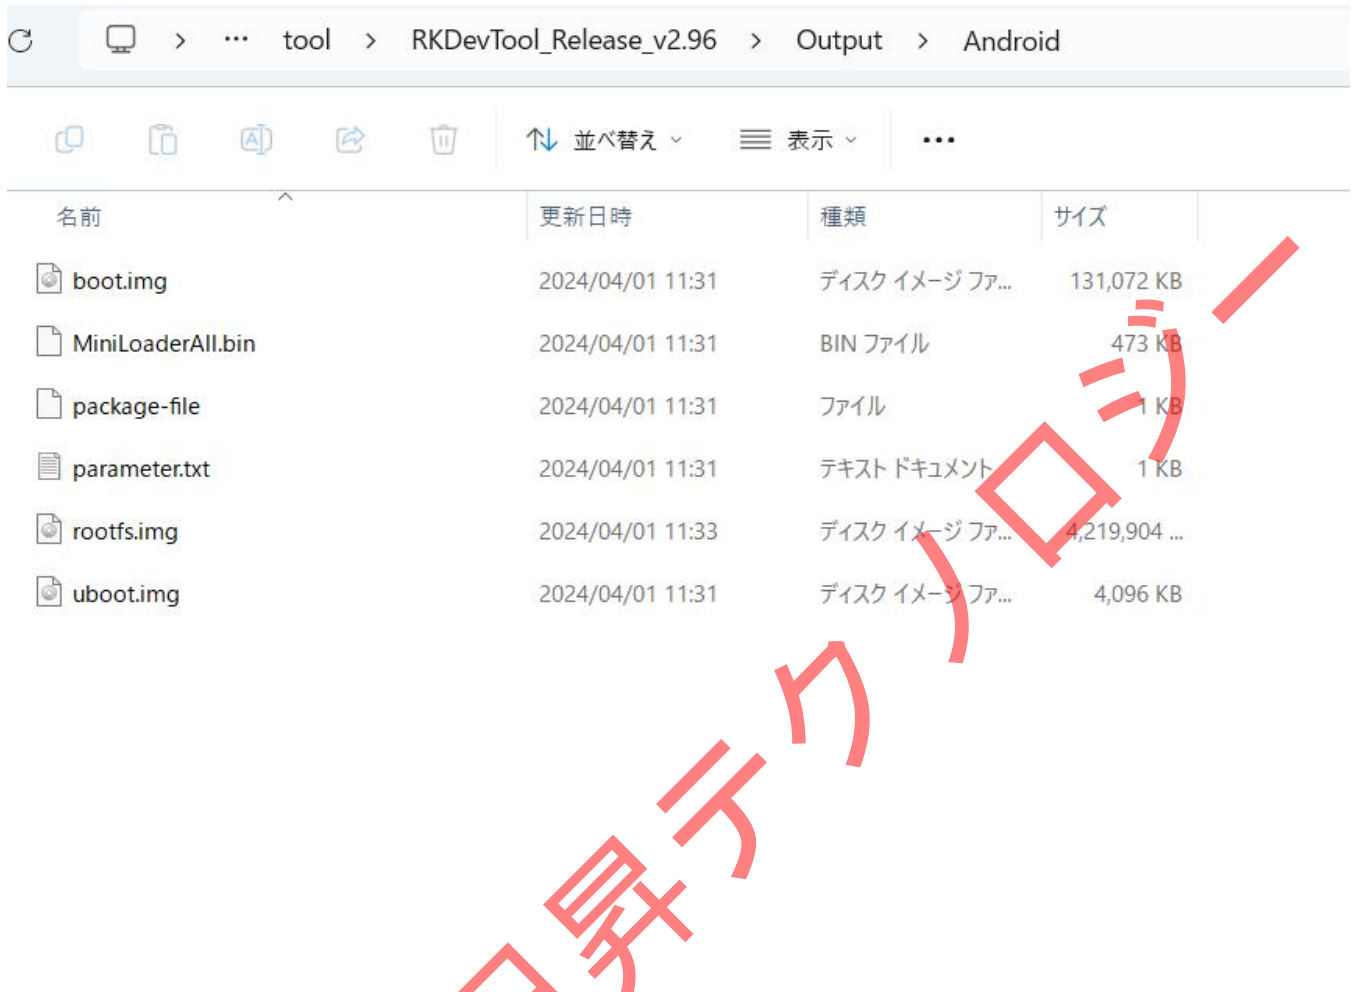 … tool > RKDevTool_Release_v2.96 > Output > Android
並べ替え 表示 …
名前 更新日時 種類 サイズ
boot.img 2024/04/01 11:31 ディスク イメージ ファ... 131,072 KB
MiniLoaderAll.bin 2024/04/01 11:31 BIN ファイル 473 KB
package-file 2024/04/01 11:31 ファイル 1 KB
parameter.txt 2024/04/01 11:31 テキスト ドキュメント 1 KB
rootfs.img 2024/04/01 11:33 ディスク イメージ ファ... 4,219,904 ...
uboot.img 2024/04/01 11:31 ディスク イメージ ファ... 4,096 KB
昇テクノロジー